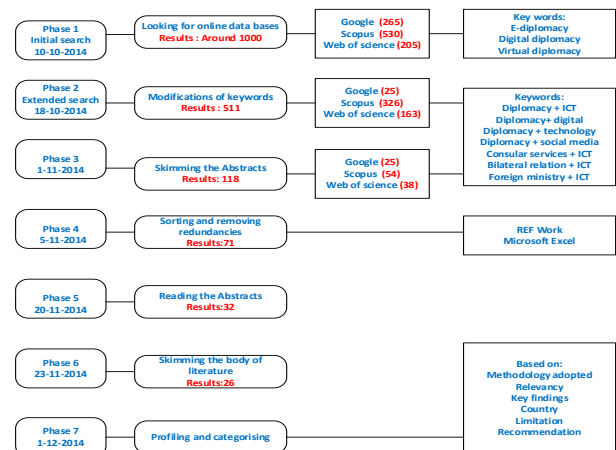 Phase 1
Initial search
10-10-2014
Looking for online data bases
Results : Around 1000
Google (265)
Scopus (530)
Web of science (205)
Key words:
E-diplomacy
Digital diplomacy
Virtual diplomacy
Phase 2
Extended search
18-10-2014
Modifications of keywords
Results : 511
Google (25)
Scopus (326)
Web of science (163)
Keywords:
Diplomacy + ICT
Diplomacy+ digital
Diplomacy + technology
Diplomacy + social media
Consular services + ICT
Bilateral relation + ICT
Foreign ministry + ICT
Phase 3
1-11-2014
Skimming the Abstracts
Results: 118
Google (25)
Scopus (54)
Web of science (38)
Phase 4
5-11-2014
Sorting and removing
redundancies
Results:71
REF Work
Microsoft Excel
Phase 5
20-11-2014
Reading the Abstracts
Results:32
Phase 6
23-11-2014
Skimming the body of
literature
Results:26
Based on:
Methodology adopted
Relevancy
Key findings
Country
Limitation
Recommendation
Phase 7
1-12-2014
Profiling and categorising